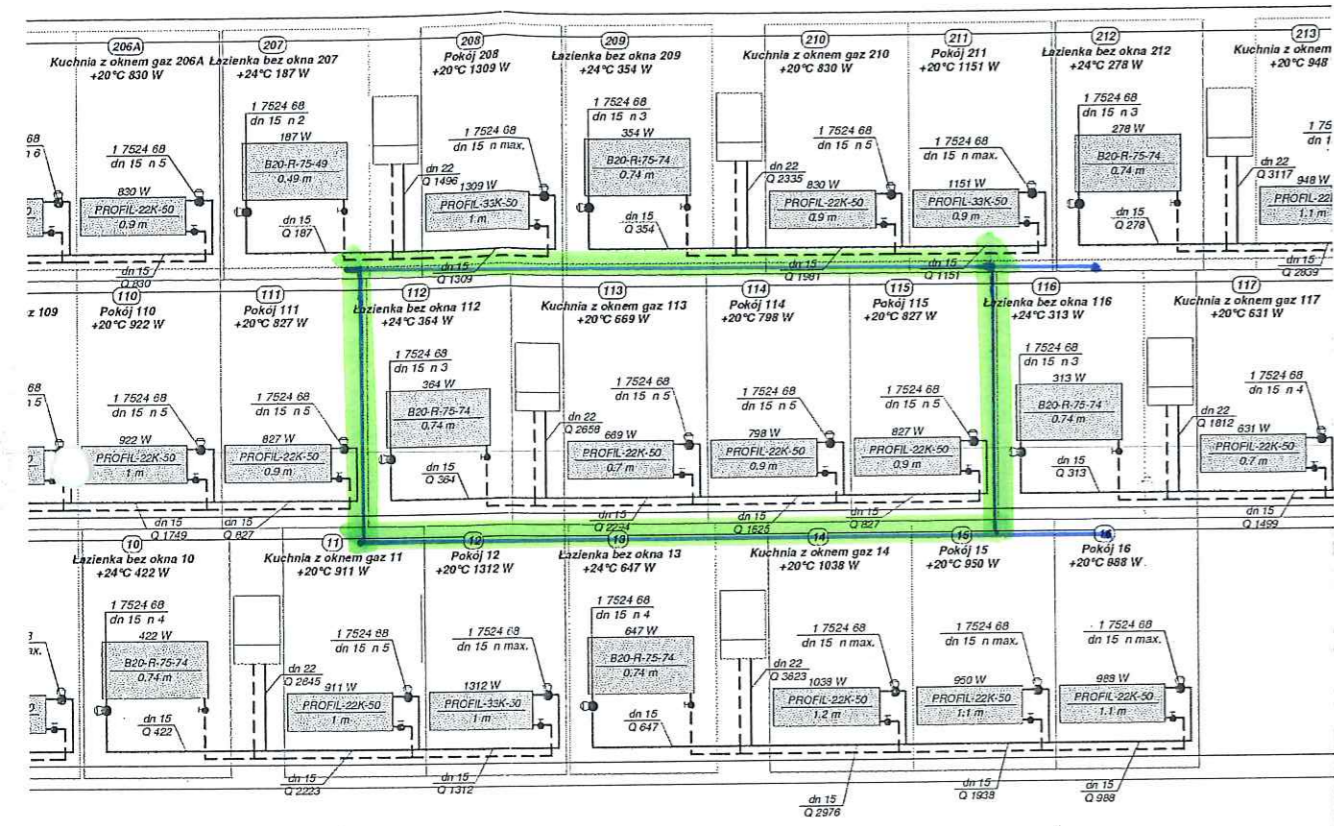 206A
Kuchnia z oknem gaz 206A
+20°C 830 W
207
Łazienka bez okna 207
+24°C 187 W
208
Pokój 208
+20°C 1309 W
209
Łazienka bez okna 209
+24°C 354 W
210
Kuchnia z oknem gaz 210
+20°C 830 W
211
Pokój 211
+20°C 1151 W
212
Łazienka bez okna 212
+24°C 278 W
213
Kuchnia z oknem
+20°C 948
68
1 7524 68
dn 15 n 5
830 W
PROFIL-22K-50
0.9 m
dn 15
Q 830
1 7524 68
dn 15 n 2
187 W
B20-R-75-49
0.49 m
dn 15
Q 187
dn 22
Q 1496
1 7524 68
dn 15 n max.
1309 W
PROFIL-33K-50
1 m
dn 15
Q 1309
1 7524 68
dn 15 n 3
354 W
B20-R-75-74
0.74 m
dn 15
Q 354
dn 22
Q 2335
1 7524 68
dn 15 n 5
830 W
PROFIL-22K-50
0.9 m
dn 15
Q 1981
1 7524 68
dn 15 n max.
1151 W
PROFIL-33K-50
0.9 m
dn 15
Q 1151
1 7524 68
dn 15 n 3
278 W
B20-R-75-74
0.74 m
dn 15
Q 278
dn 22
Q 3117
948 W
PROFIL-22
1.1 m
dn 15
Q 2839
z 109
110
Pokój 110
+20°C 922 W
111
Pokój 111
+20°C 827 W
112
Łazienka bez okna 112
+24°C 364 W
113
Kuchnia z oknem gaz 113
+20°C 669 W
114
Pokój 114
+20°C 798 W
115
Pokój 115
+20°C 827 W
116
Łazienka bez okna 116
+24°C 313 W
117
Kuchnia z oknem gaz 117
+20°C 631 W
68
1 7524 68
dn 15 n 5
922 W
PROFIL-22K-50
1 m
dn 15
Q 1749
1 7524 68
dn 15 n 5
827 W
PROFIL-22K-50
0.9 m
dn 15
Q 827
1 7524 68
dn 15 n 3
364 W
B20-R-75-74
0.74 m
dn 15
Q 364
dn 22
Q 2658
1 7524 68
dn 15 n 5
669 W
PROFIL-22K-50
0.7 m
dn 15
Q 2294
1 7524 68
dn 15 n 5
798 W
PROFIL-22K-50
0.9 m
dn 15
Q 1625
1 7524 68
dn 15 n 5
827 W
PROFIL-22K-50
0.9 m
dn 15
Q 827
1 7524 68
dn 15 n 3
313 W
B20-R-75-74
0.74 m
dn 15
Q 313
dn 22
Q 1812
1 7524 68
dn 15 n 4
631 W
PROFIL-22K-50
0.7 m
dn 15
Q 1499
10
Łazienka bez okna 10
+24°C 422 W
11
Kuchnia z oknem gaz 11
+20°C 911 W
12
Pokój 12
+20°C 1312 W
13
Łazienka bez okna 13
+24°C 647 W
14
Kuchnia z oknem gaz 14
+20°C 1038 W
15
Pokój 15
+20°C 950 W
16
Pokój 16
+20°C 988 W
1 7524 68
dn 15 n 4
422 W
B20-R-75-74
0.74 m
dn 15
Q 422
dn 22
Q 2645
1 7524 68
dn 15 n 5
911 W
PROFIL-22K-50
1 m
dn 15
Q 2223
1 7524 68
dn 15 n max.
1312 W
PROFIL-33K-50
1 m
dn 15
Q 1312
1 7524 68
dn 15 n 4
647 W
B20-R-75-74
0.74 m
dn 15
Q 647
dn 22
Q 3623
1 7524 68
dn 15 n max.
1038 W
PROFIL-22K-50
1.2 m
dn 15
Q 2976
1 7524 68
dn 15 n max.
950 W
PROFIL-22K-50
1.1 m
dn 15
Q 1938
1 7524 68
dn 15 n max.
988 W
PROFIL-22K-50
1.1 m
dn 15
Q 988